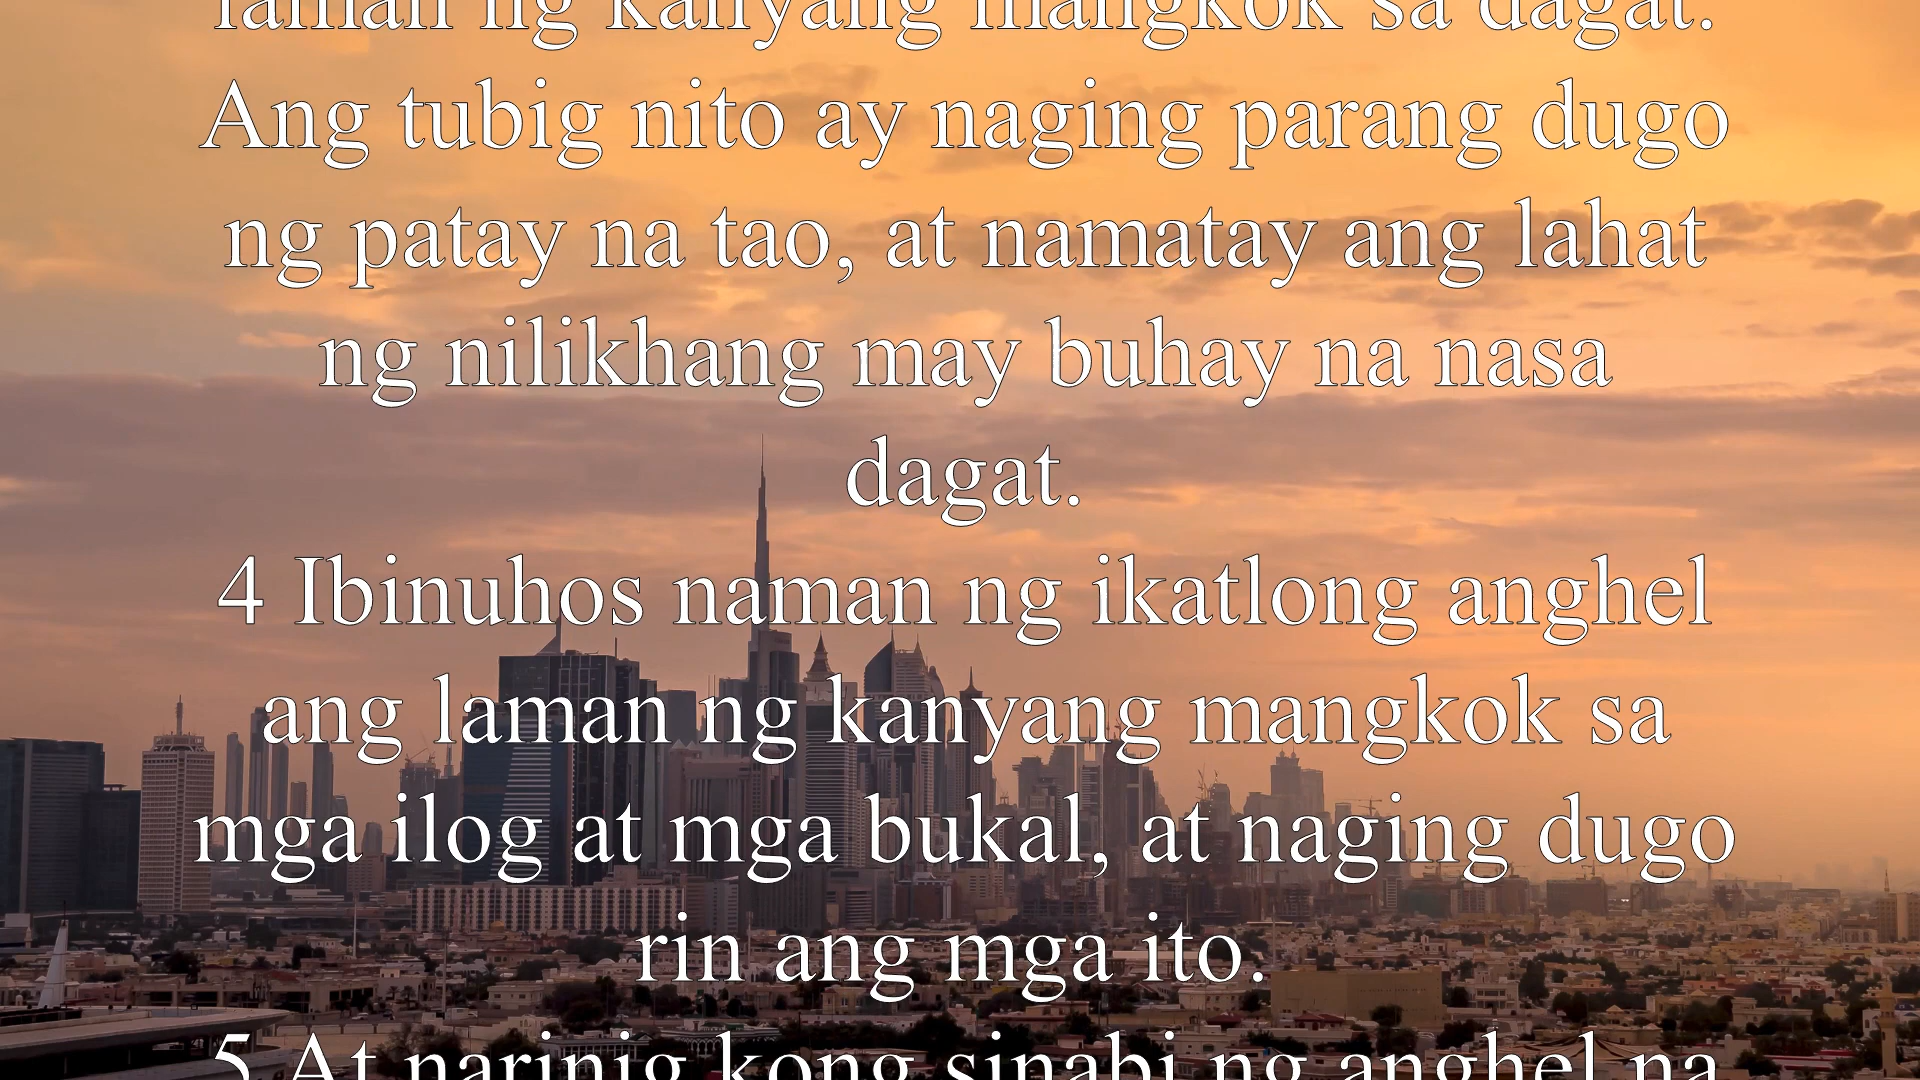 laman ng kanyang mangkok sa dagat.
Ang tubig nito ay naging parang dugo
ng patay na tao, at namatay ang lahat
ng nilikhang may buhay na nasa
dagat.
4 Ibinuhos naman ng ikatlong anghel
ang laman ng kanyang mangkok sa
mga ilog at mga bukal, at naging dugo
rin ang mga ito.
5 At narinig kong sinabi ng anghel na